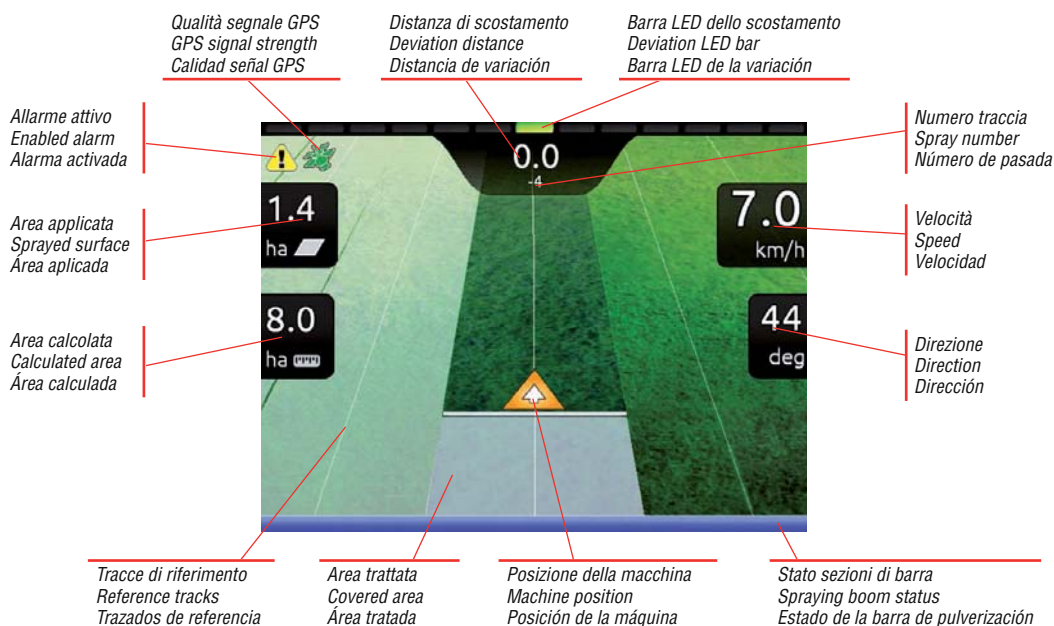 Qualità segnale GPS
GPS signal strength
Calidad señal GPS
Distanza di scostamento
Deviation distance
Distancia de variación
Barra LED dello scostamento
Deviation LED bar
Barra LED de la variación
Allarme attivo
Enabled alarm
Alarma activada
Numero traccia
Spray number
Número de pasada
0.0
-4
Area applicata
Sprayed surface
Área aplicada
1.4
ha
7.0
km/h
Velocità
Speed
Velocidad
Area calcolata
Calculated area
Área calculada
8.0
ha
44
deg
Direzione
Direction
Dirección
Tracce di riferimento
Reference tracks
Trazados de referencia
Area trattata
Covered area
Área tratada
Posizione della macchina
Machine position
Posición de la máquina
Stato sezioni di barra
Spraying boom status
Estado de la barra de pulverización